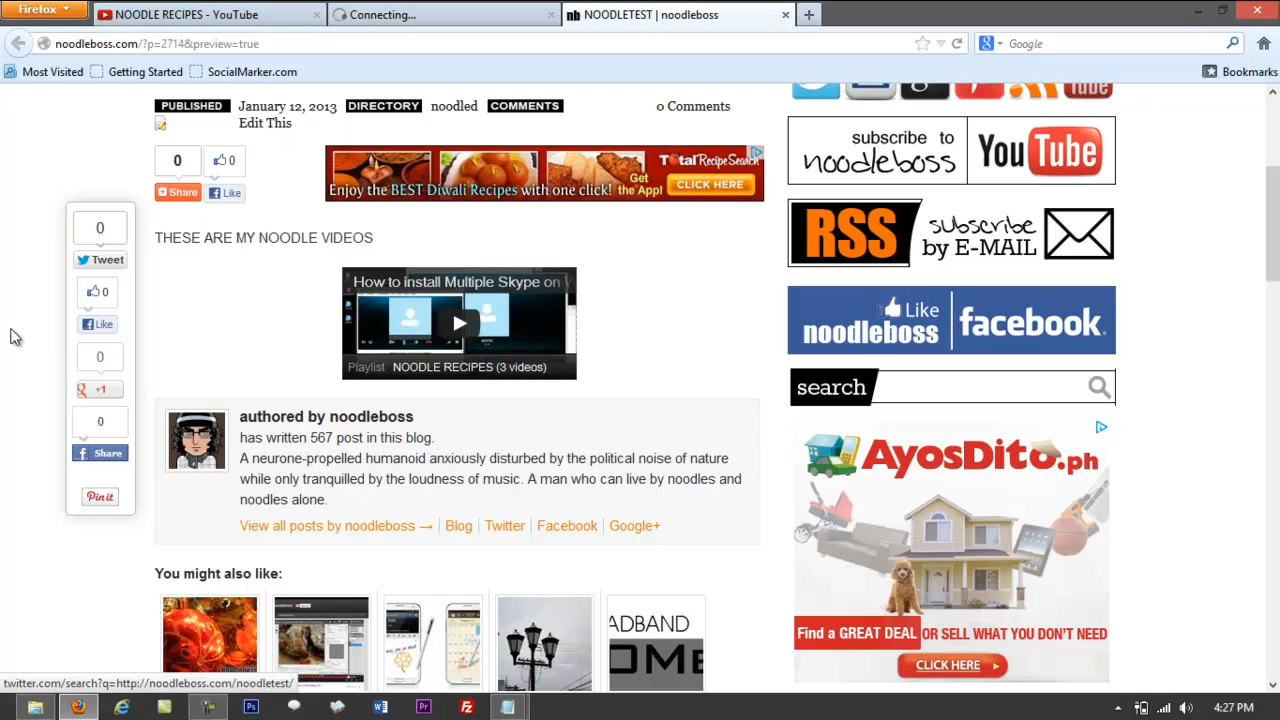 Firefox
NOODLE RECIPES - YouTube
Connecting...
nb NOODLETEST | noodleboss
noodleboss.com/?p=2714&preview=true
Google
Most Visited
Getting Started
SocialMarker.com
Bookmarks
PUBLISHED January 12, 2013 DIRECTORY noodled COMMENTS 0 Comments
Edit This
0
0
Share
Like
Total RecipeSearch
Enjoy the BEST Diwali Recipes with one click!
Get the App!
CLICK HERE
THESE ARE MY NOODLE VIDEOS
0
Tweet
0
Like
0
+1
0
Share
Pin it
How to install Multiple Skype on
Playlist NOODLE RECIPES (3 videos)
authored by noodleboss
has written 567 post in this blog.
A neurone-propelled humanoid anxiously disturbed by the political noise of nature
while only tranquilled by the loudness of music. A man who can live by noodles and
noodles alone.
View all posts by noodleboss → Blog Twitter Facebook Google+
You might also like:
ADBAND
OM
Tube
subscribe to
noodleboss
YouTube
RSS
subscribe
by E-MAIL
Like
noodleboss
facebook.
search
AyosDito.ph
Find a GREAT DEAL OR SELL WHAT YOU DON'T NEED
CLICK HERE
twitter.com/search?q=http://noodleboss.com/noodletest/
4:27 PM